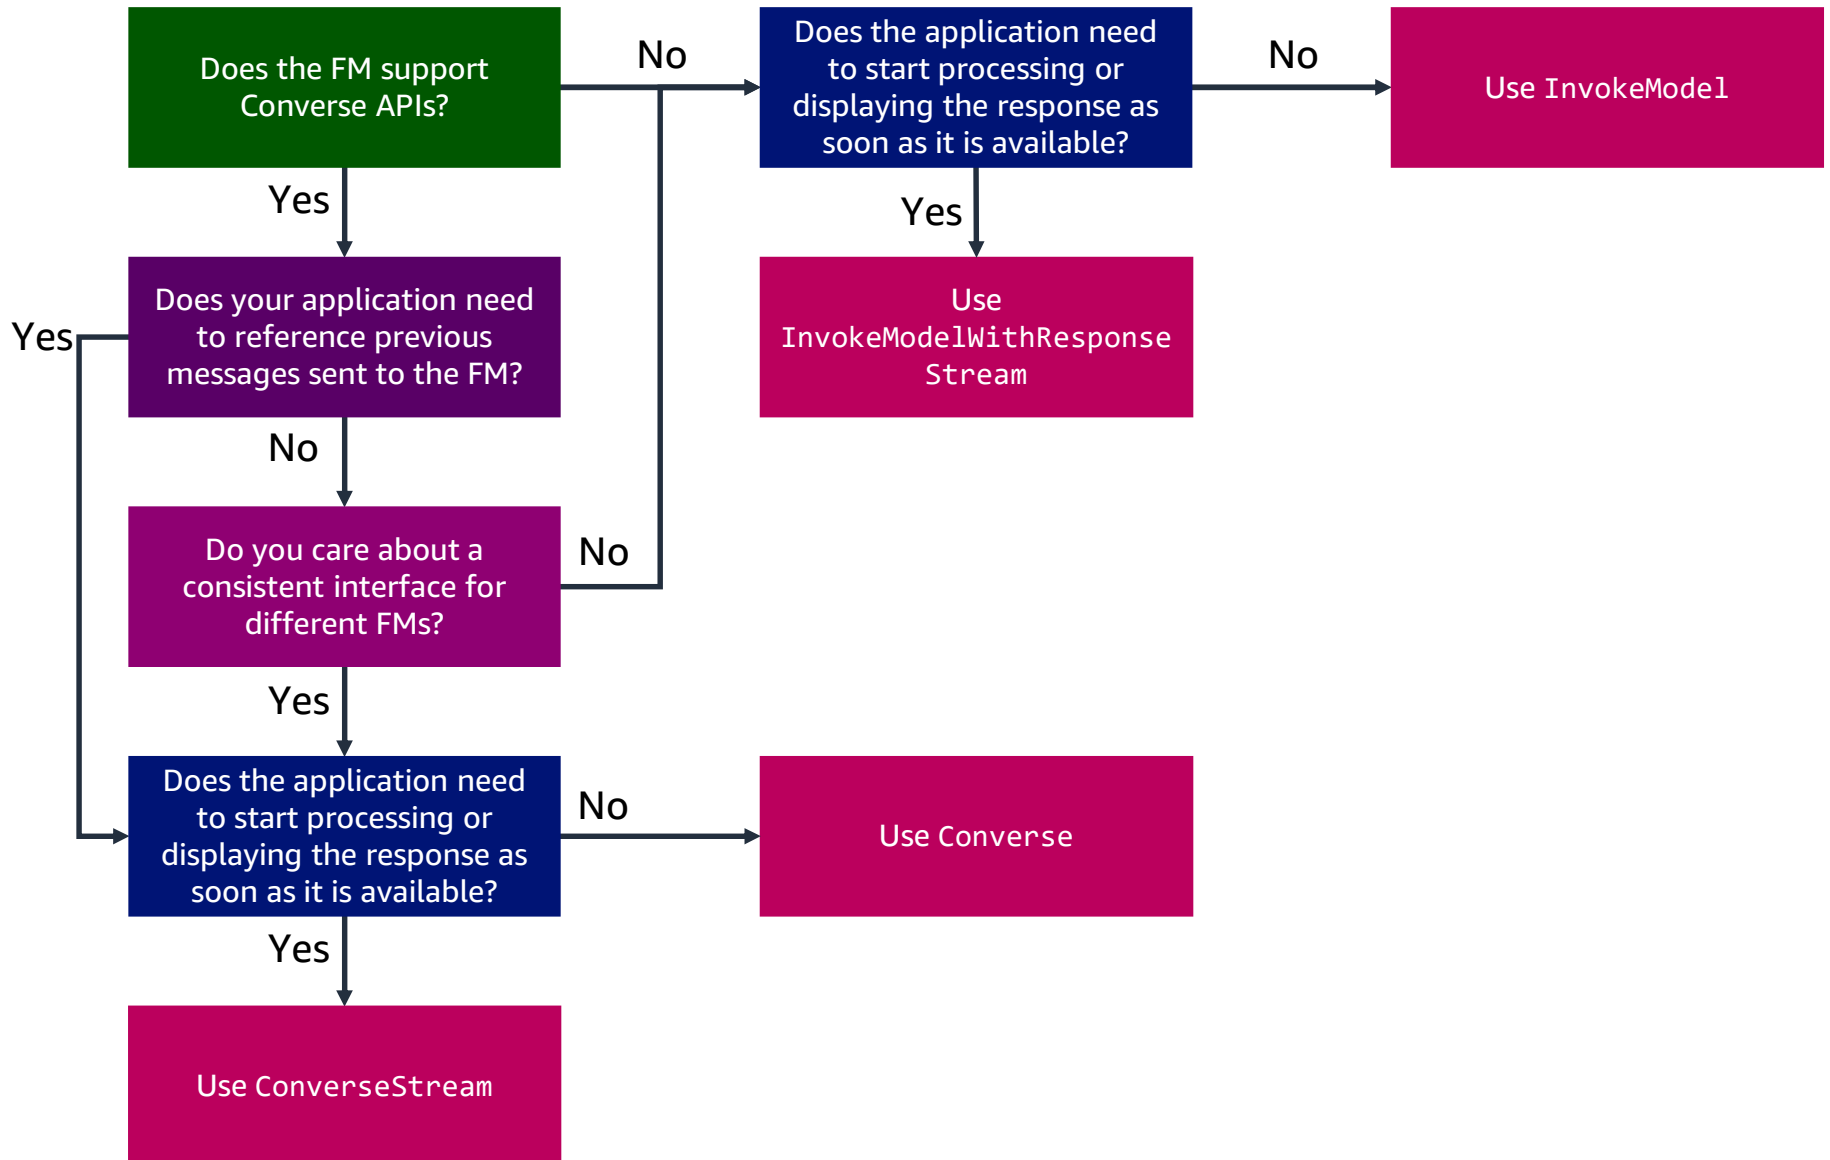 Does the FM support
Converse APIs?
No
Does the application need
to start processing or
displaying the response as
soon as it is available?
No
Use InvokeModel
Yes
Yes
Use
InvokeModelWithResponse
Stream
Does your application need
to reference previous
messages sent to the FM?
Yes
No
Do you care about a
consistent interface for
different FMs?
No
Yes
Does the application need
to start processing or
displaying the response as
soon as it is available?
No
Use Converse
Yes
Use ConverseStream